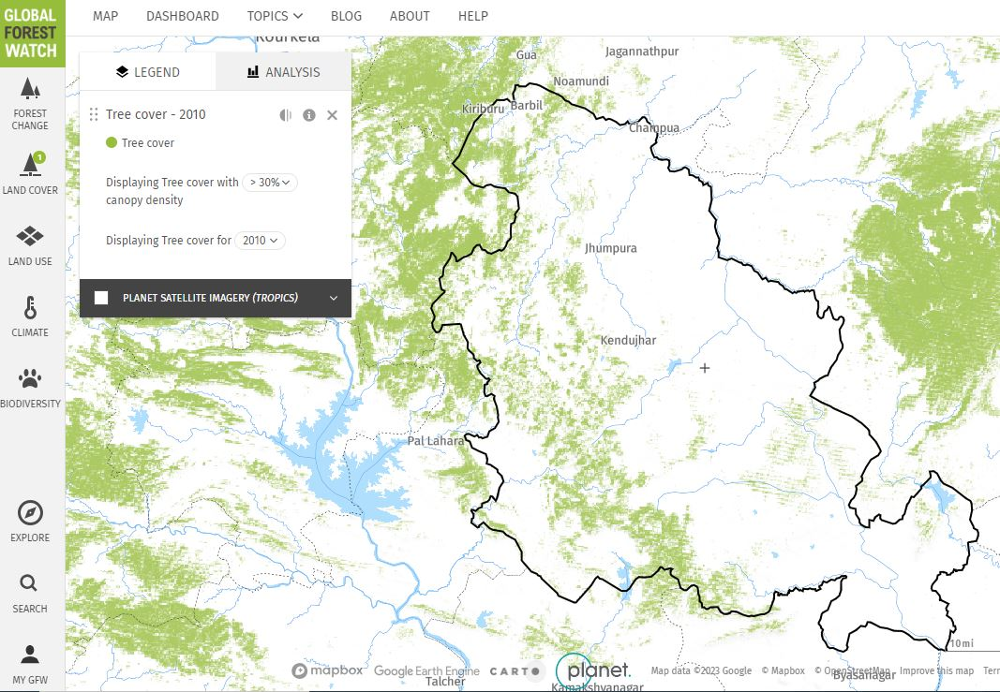 GLOBAL
FOREST
WATCH
MAP
DASHBOARD
TOPICS
BLOG
ABOUT
HELP
FOREST
CHANGE
1
LAND COVER
LAND USE
CLIMATE
BIODIVERSITY
EXPLORE
SEARCH
MY GFW
LEGEND
ANALYSIS
Tree cover - 2010
Tree cover
Displaying Tree cover with > 30%
canopy density
Displaying Tree cover for 2010
PLANET SATELLITE IMAGERY (TROPICS)
Rourkela
Gua
Jagannathpur
Noamundi
Kiriburu
Barbil
Champua
Jhumpura
Kendujhar
Pal Lahara
Talcher
Kamakshyanagar
Byasanagar
10mi
mapbox
Google Earth Engine
CARTO
planet.
Map data ©2023 Google
© Mapbox
© OpenStreetMap
Improve this map
Terr